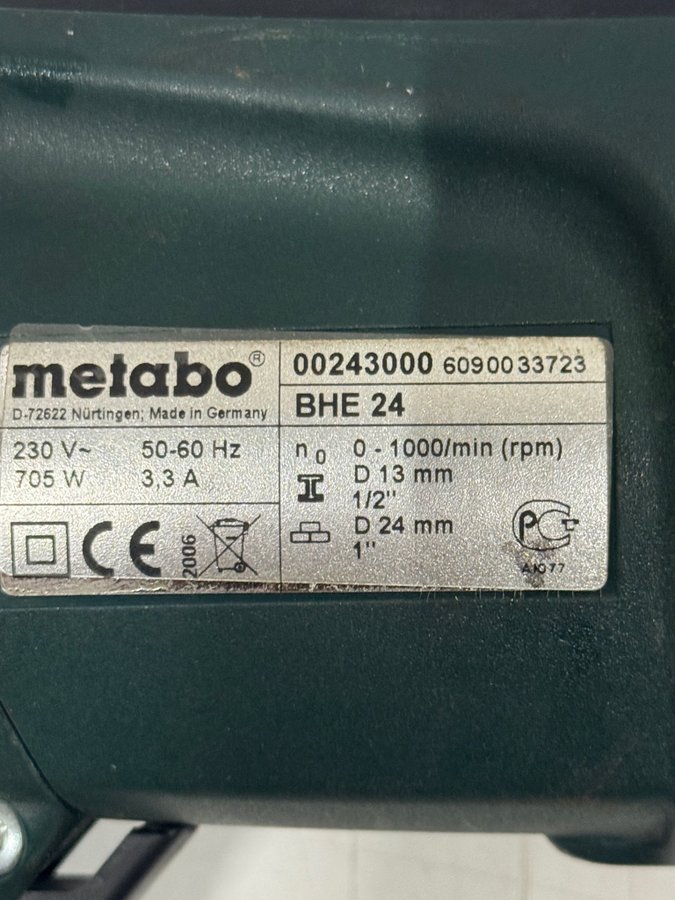 metabo®
D-72622 Nürtingen; Made in Germany
230 V~ 50-60 Hz
705 W 3,3 A
CE
2006
00243000 6090033723
BHE 24
n0 0 - 1000/min (rpm)
D 13 mm
1/2"
D 24 mm
1"